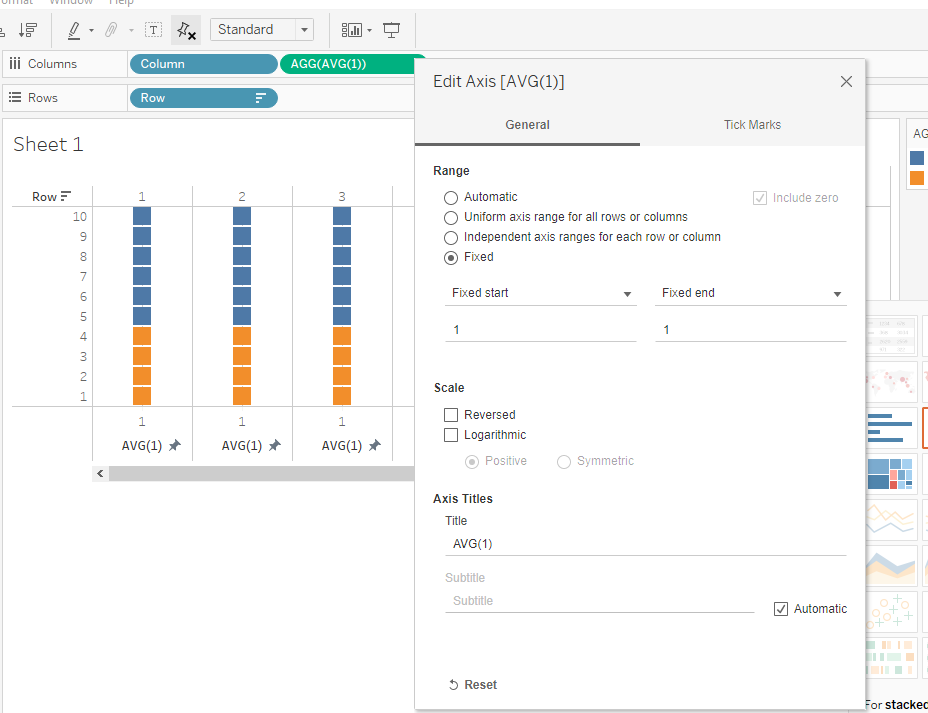 Window
Help
T
Standard
Columns
Column
AGG(AVG(1))
Rows
Row
Sheet 1
Row
1
2
3
10
9
8
7
6
5
4
3
2
1
1
1
1
AVG(1)
AVG(1)
AVG(1)
Edit Axis [AVG(1)]
General
Tick Marks
Range
Automatic
Include zero
Uniform axis range for all rows or columns
Independent axis ranges for each row or column
Fixed
Fixed start
Fixed end
1
1
Scale
Reversed
Logarithmic
Positive
Symmetric
Axis Titles
Title
AVG(1)
Subtitle
Subtitle
Automatic
Reset
AG
For stacked